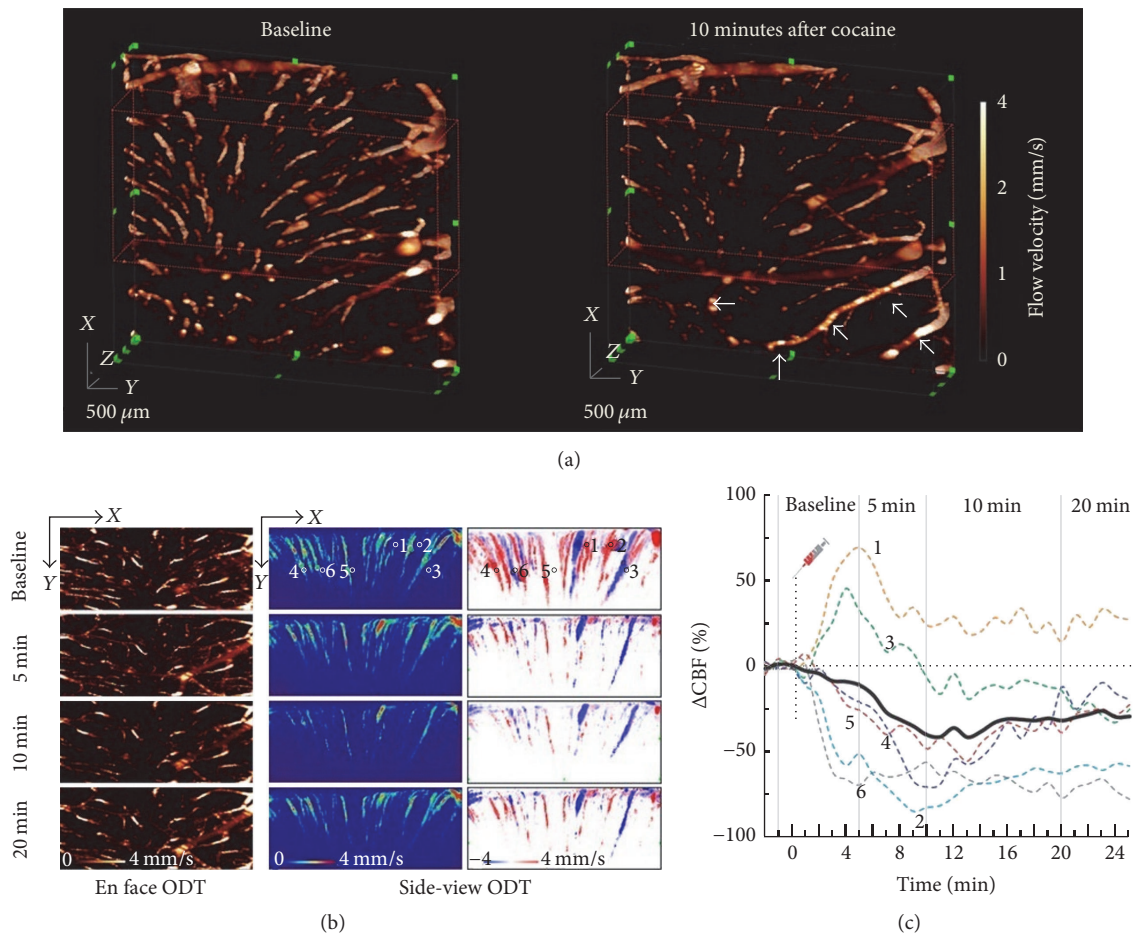 Baseline
10 minutes after cocaine
4
2
1
0
Flow velocity (mm/s)
X
Z
Y
500 μm
X
Z
Y
500 μm
(a)
X
Y
X
Y
Baseline
5 min
10 min
20 min
1
2
3
4
6
5
1
2
3
4
6
5
0
4 mm/s
0
4 mm/s
−4
4 mm/s
En face ODT
Side-view ODT
(b)
100
50
0
−50
−100
ΔCBF (%)
Baseline
5 min
10 min
20 min
1
3
5
4
6
2
0
4
8
12
16
20
24
Time (min)
(c)